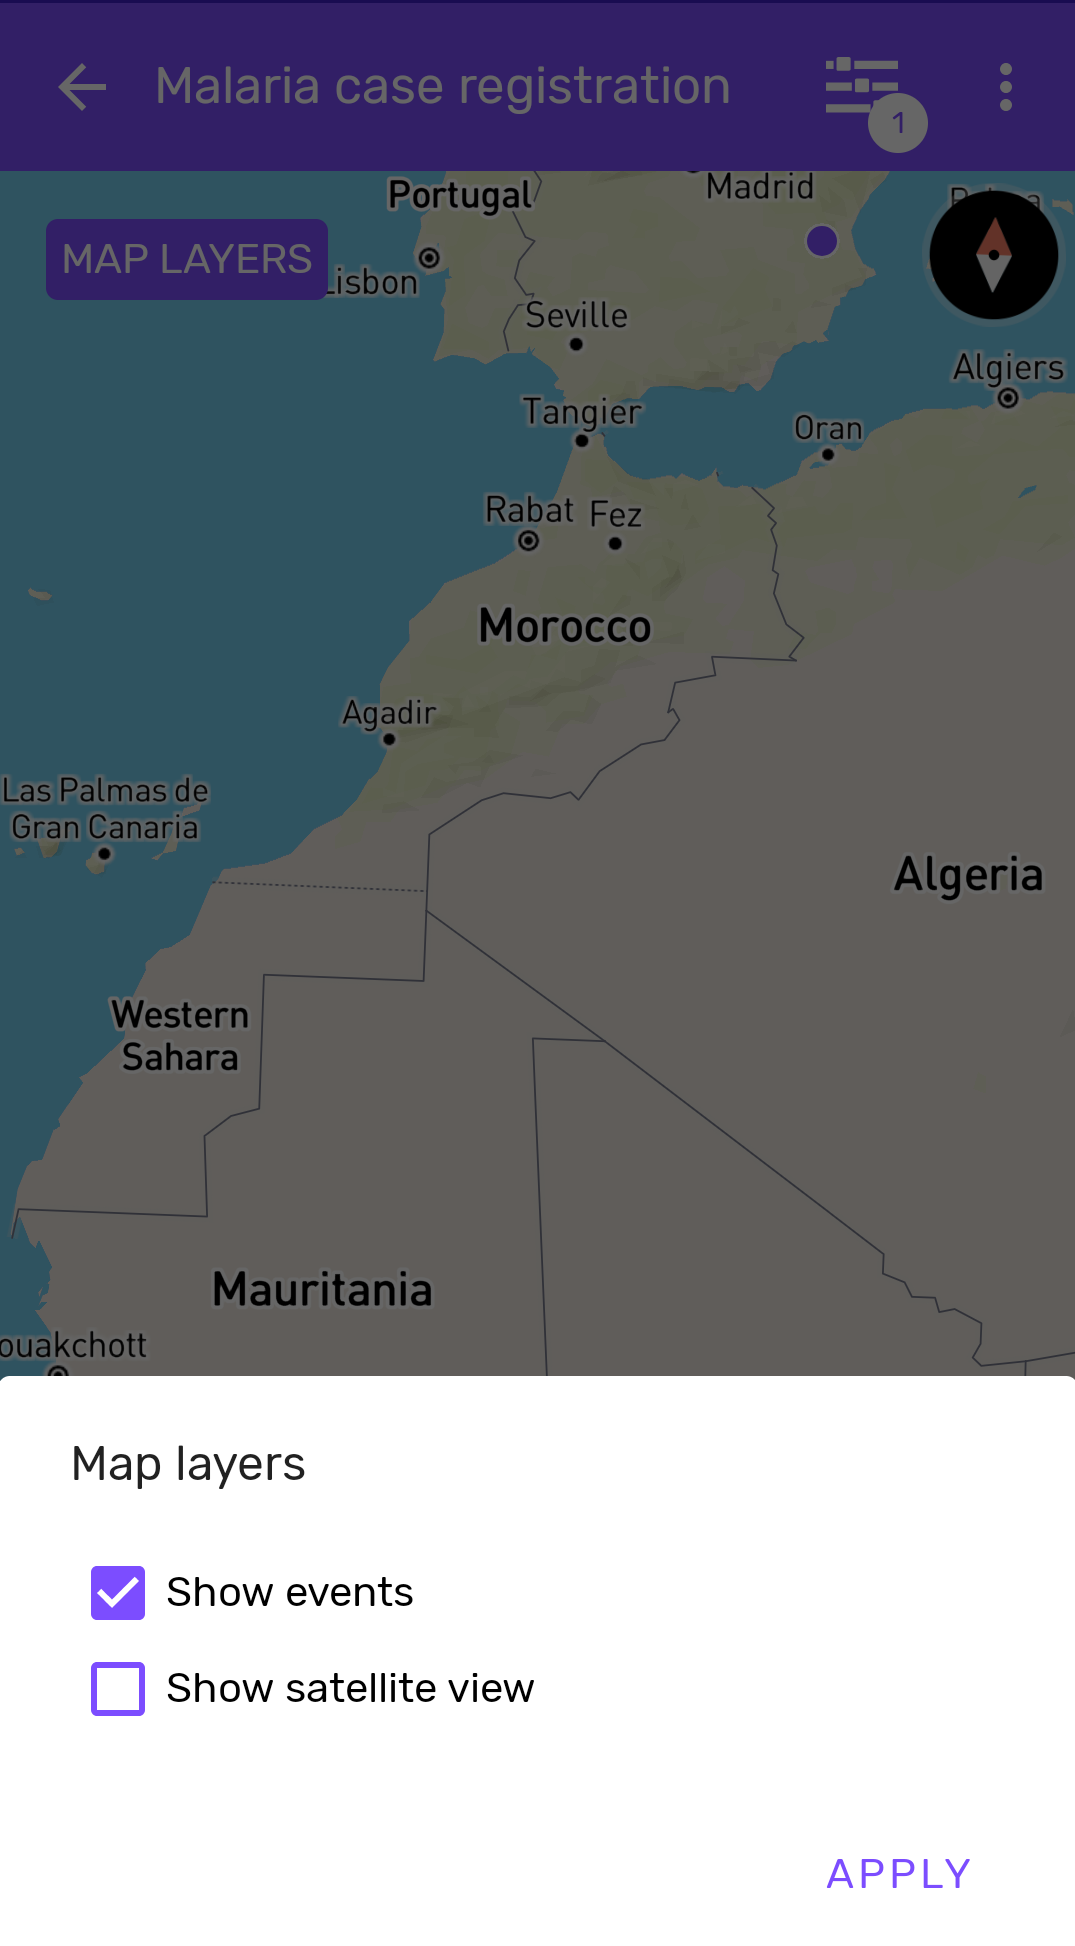 Malaria case registration
1
Portugal
Madrid
MAP LAYERS
Lisbon
Seville
Algiers
Tangier
Oran
Rabat
Fez
Morocco
Agadir
Las Palmas de
Gran Canaria
Algeria
Western
Sahara
Mauritania
ouakchott
Map layers
Show events
Show satellite view
APPLY